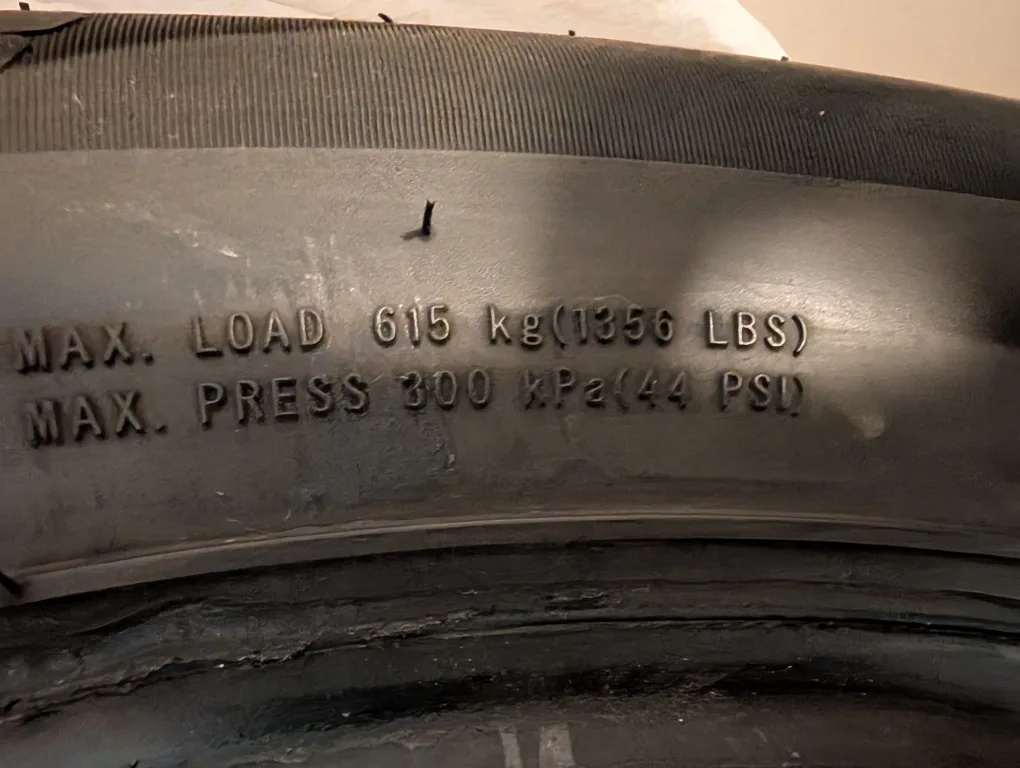 MAX. LOAD 615 kg(1356 LBS)
MAX. PRESS 300 kPa(44 PSI)